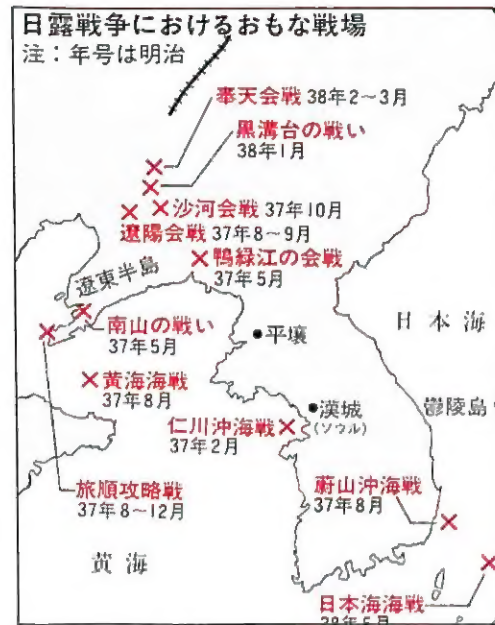 日露戦争におけるおもな戦場
注：年号は明治
奉天会戦 38年2～3月
黒溝台の戦い
38年1月
沙河会戦 37年10月
遼陽会戦 37年8～9月
鴨緑江の会戦
37年5月
遼東半島
南山の戦い
37年5月
平壌
日本海
黄海海戦
37年8月
漢城
(ソウル)
鬱陵島
仁川沖海戦
37年2月
旅順攻略戦
37年8～12月
蔚山沖海戦
37年8月
黄海
日本海海戦
38年5月